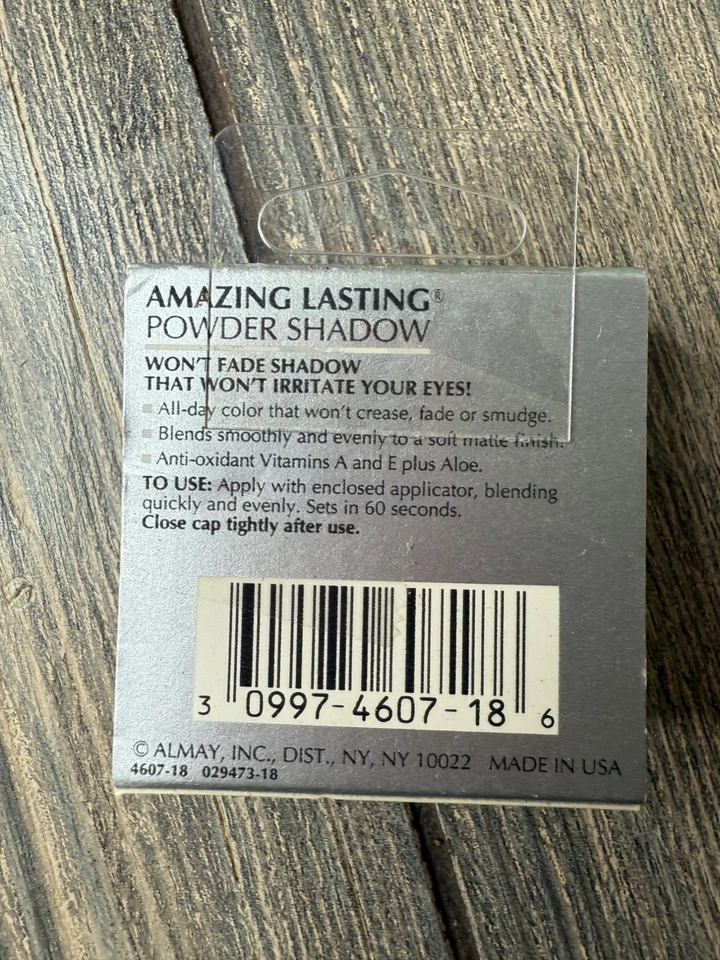 AMAZING LASTING®
POWDER SHADOW
WON'T FADE SHADOW
THAT WON'T IRRITATE YOUR EYES!
All-day color that won't crease, fade or smudge.
Blends smoothly and evenly to a soft matte finish.
Anti-oxidant Vitamins A and E plus Aloe.
TO USE: Apply with enclosed applicator, blending
quickly and evenly. Sets in 60 seconds.
Close cap tightly after use.
3 0997-4607-18 6
© ALMAY, INC., DIST., NY, NY 10022 MADE IN USA
4607-18 029473-18